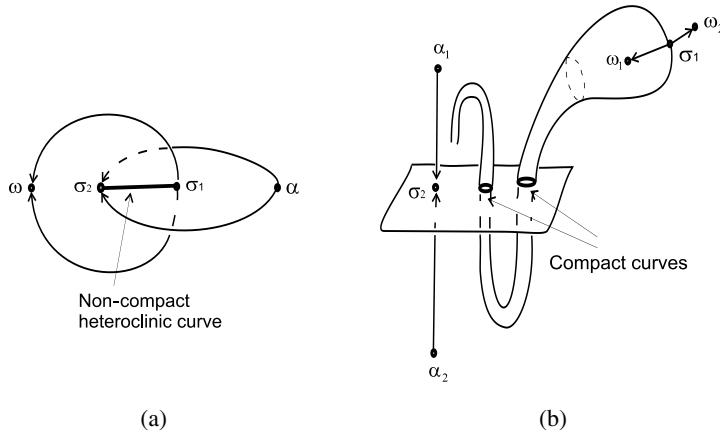 ω
σ2
σ1
α
Non-compact
heteroclinic curve
(a)
α1
ω2
ω1
σ1
σ2
Compact curves
α2
(b)